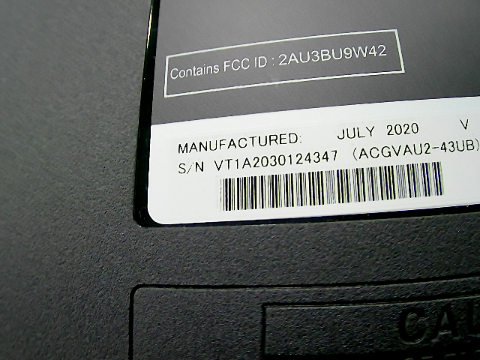 Contains FCC ID : 2AU3BU9W42
MANUFACTURED: JULY 2020 V
S/N VT1A2030124347 (ACGVAU2-43UB)